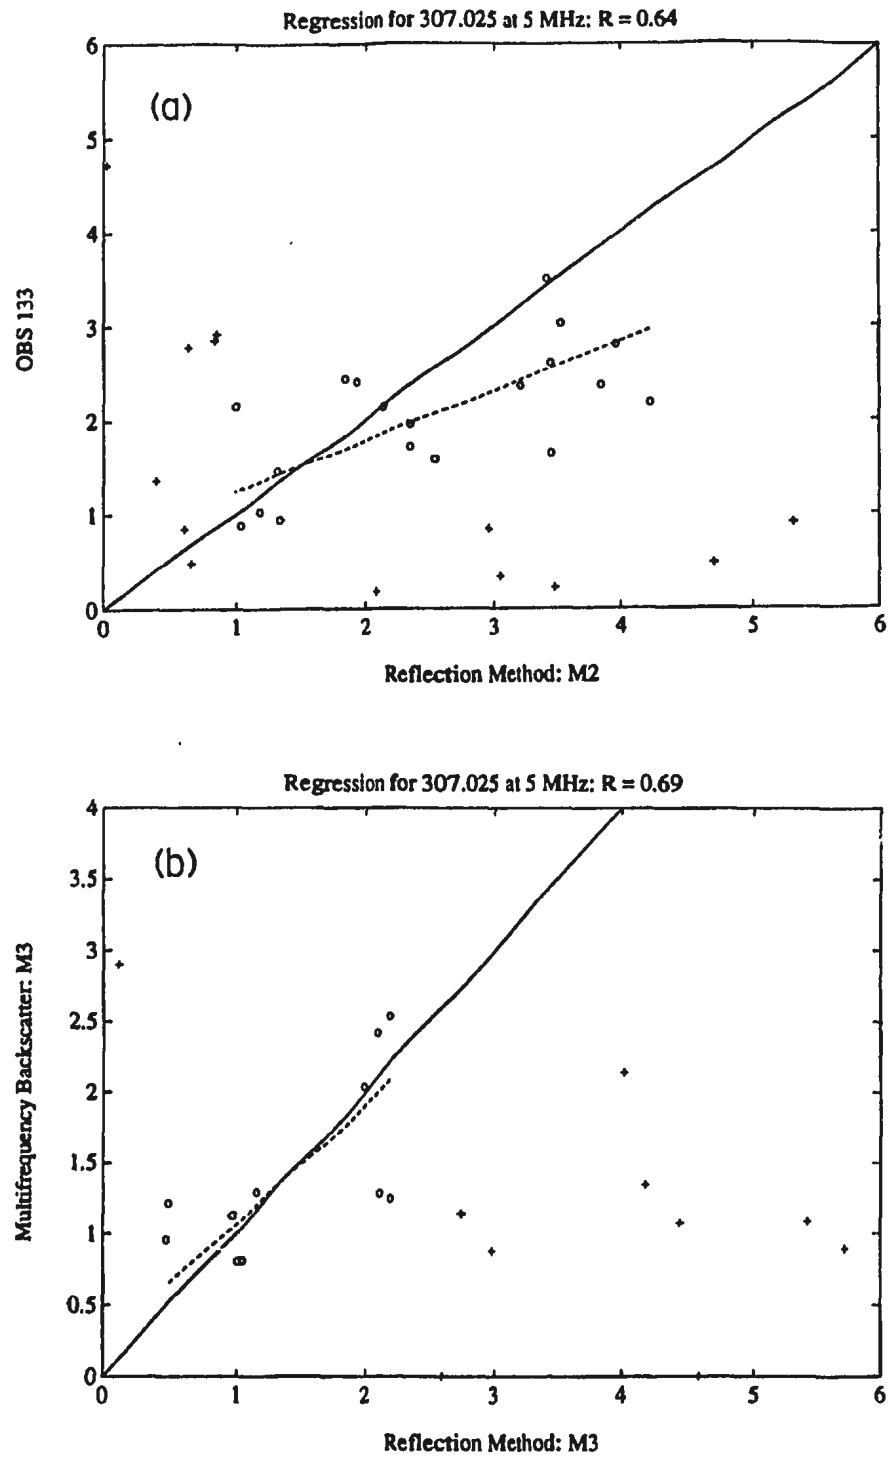 Regression for 307.025 at 5 MHz: R = 0.64
(a)
6
5
4
3
2
1
0
OBS 133
0 1 2 3 4 5 6
Reflection Method: M2
Regression for 307.025 at 5 MHz: R = 0.69
(b)
4
3.5
3
2.5
2
1.5
1
0.5
0
Multifrequency Backscatter: M3
0 1 2 3 4 5 6
Reflection Method: M3